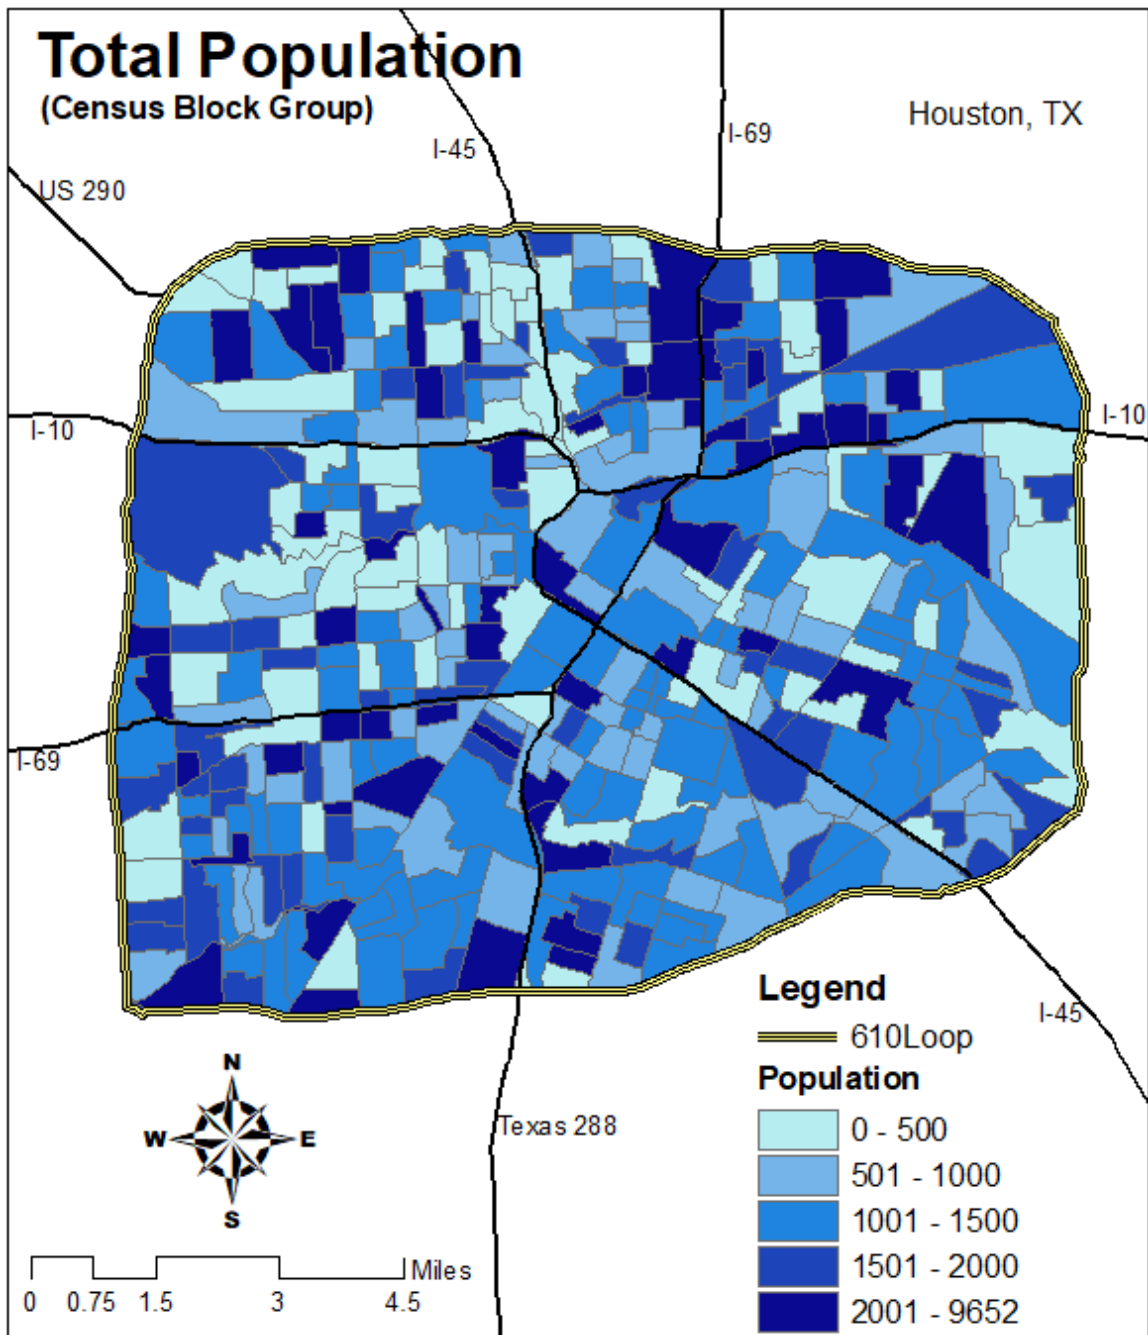 Total Population
(Census Block Group)
Houston, TX
I-45
I-69
US 290
I-10
I-10
I-69
I-45
Texas 288
Legend
610Loop
Population
0 - 500
501 - 1000
1001 - 1500
1501 - 2000
2001 - 9652
N
W E
S
Miles
0 0.75 1.5 3 4.5